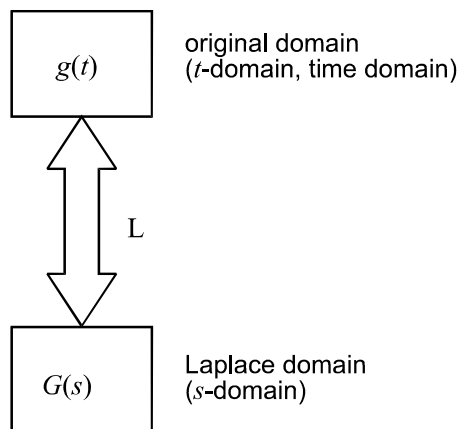 g(t)
original domain
(t-domain, time domain)
L
G(s)
Laplace domain
(s-domain)